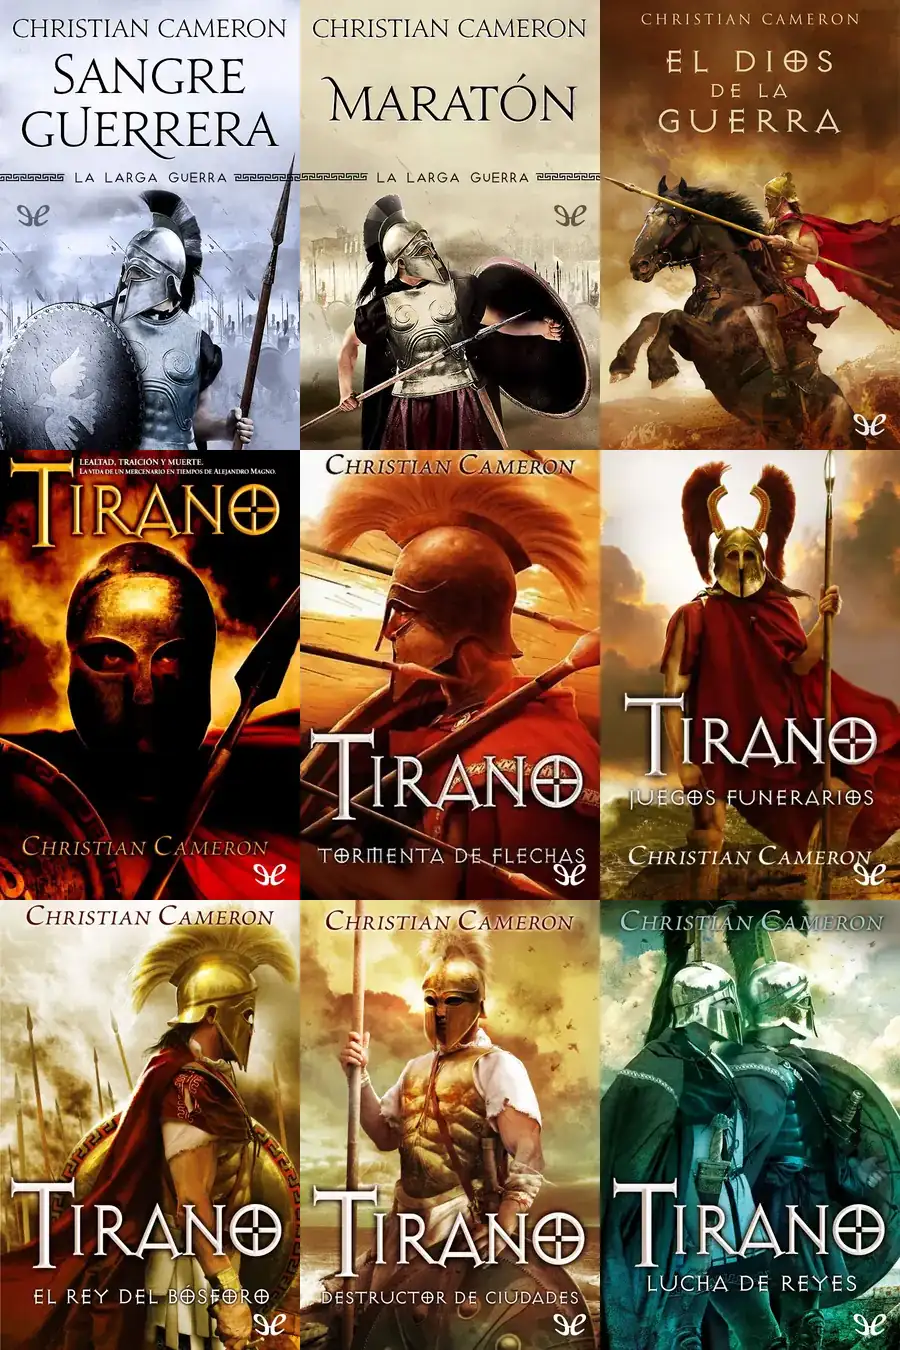 CHRISTIAN CAMERON
SANGRE
GUERRERA
LA LARGA GUERRA
CHRISTIAN CAMERON
MARATÓN
LA LARGA GUERRA
CHRISTIAN CAMERON
EL DIOS
DE LA
GUERRA
LEALTAD, TRAICIÓN Y MUERTE.
LA VIDA DE UN MERCENARIO EN TIEMPOS DE ALEJANDRO MAGNO.
TIRANO
CHRISTIAN CAMERON
CHRISTIAN CAMERON
TIRANO
TORMENTA DE FLECHAS
TIRANO
JUEGOS FUNERARIOS
CHRISTIAN CAMERON
CHRISTIAN CAMERON
TIRANO
EL REY DEL BÓSFORO
CHRISTIAN CAMERON
TIRANO
DESTRUCTOR DE CIUDADES
CHRISTIAN CAMERON
TIRANO
LUCHA DE REYES